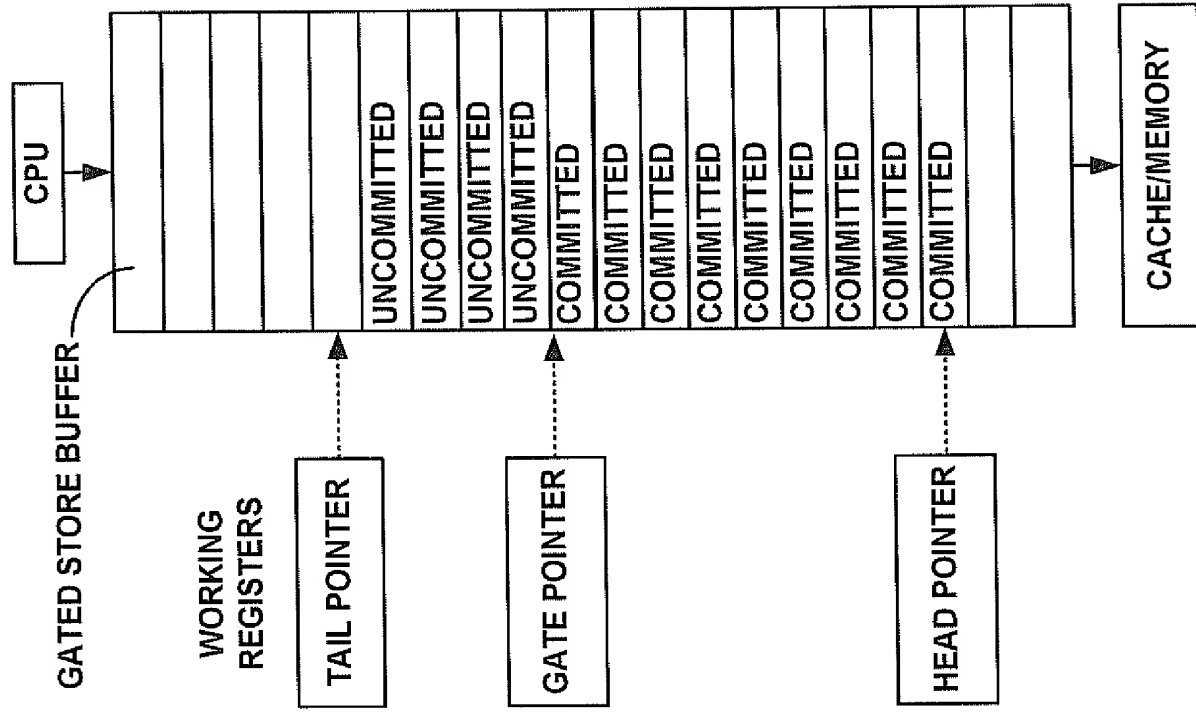 CPU
GATED STORE BUFFER
WORKING
REGISTERS
TAIL POINTER
UNCOMMITTED
UNCOMMITTED
UNCOMMITTED
UNCOMMITTED
GATE POINTER
COMMITTED
COMMITTED
COMMITTED
COMMITTED
COMMITTED
COMMITTED
COMMITTED
COMMITTED
COMMITTED
HEAD POINTER
CACHE/MEMORY